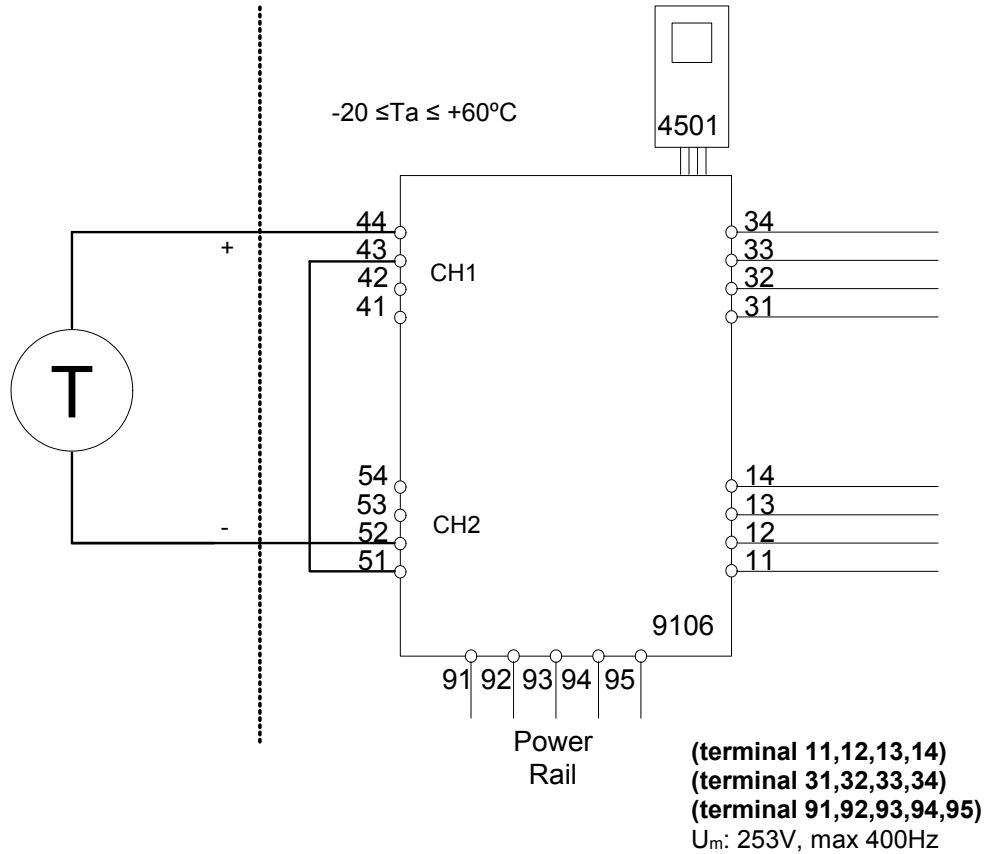 -20 ≤Ta ≤ +60ºC
4501
44
43
42
41
CH1
+
34
33
32
31
T
54
53
52
51
CH2
-
14
13
12
11
9106
91 92 93 94 95
Power
Rail
(terminal 11,12,13,14)
(terminal 31,32,33,34)
(terminal 91,92,93,94,95)
Um: 253V, max 400Hz